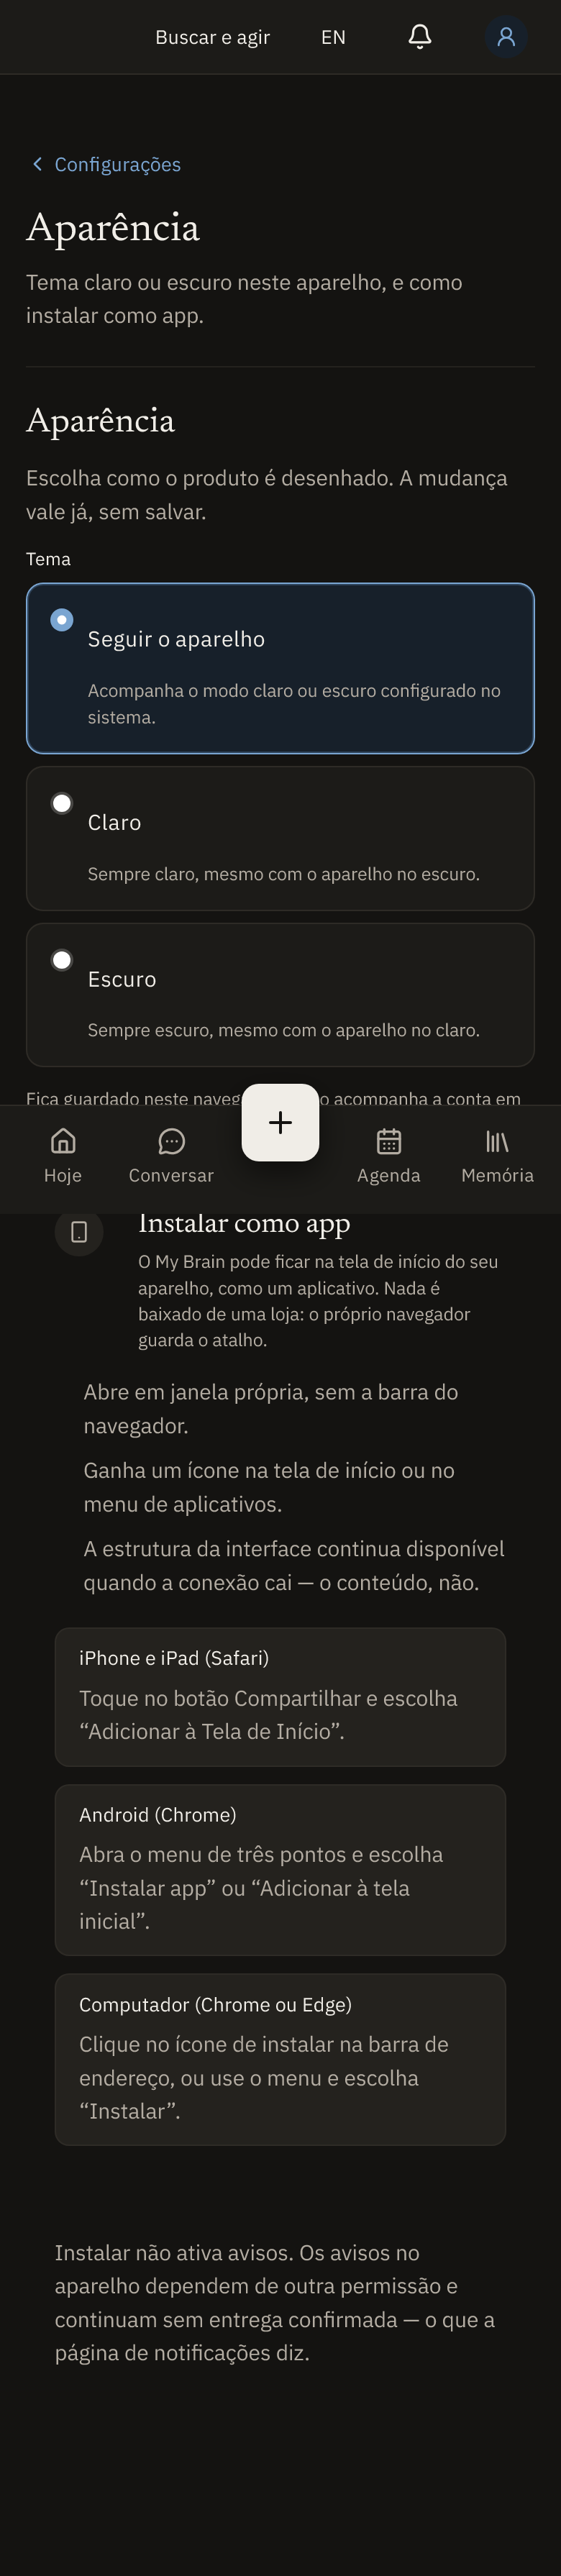 Buscar e agir
EN
Configurações
Aparência
Tema claro ou escuro neste aparelho, e como
instalar como app.
Aparência
Escolha como o produto é desenhado. A mudança
vale já, sem salvar.
Tema
Seguir o aparelho
Acompanha o modo claro ou escuro configurado no
sistema.
Claro
Sempre claro, mesmo com o aparelho no escuro.
Escuro
Sempre escuro, mesmo com o aparelho no claro.
Fica guardado neste o acompanha a conta em
Hoje
Conversar
Agenda
Memória
Instalar como app
O My Brain pode ficar na tela de início do seu
aparelho, como um aplicativo. Nada é
baixado de uma loja: o próprio navegador
guarda o atalho.
Abre em janela própria, sem a barra do
navegador.
Ganha um ícone na tela de início ou no
menu de aplicativos.
A estrutura da interface continua disponível
quando a conexão cai — o conteúdo, não.
iPhone e iPad (Safari)
Toque no botão Compartilhar e escolha
“Adicionar à Tela de Início”.
Android (Chrome)
Abra o menu de três pontos e escolha
“Instalar app” ou “Adicionar à tela
inicial”.
Computador (Chrome ou Edge)
Clique no ícone de instalar na barra de
endereço, ou use o menu e escolha
“Instalar”.
Instalar não ativa avisos. Os avisos no
aparelho dependem de outra permissão e
continuam sem entrega confirmada — o que a
página de notificações diz.